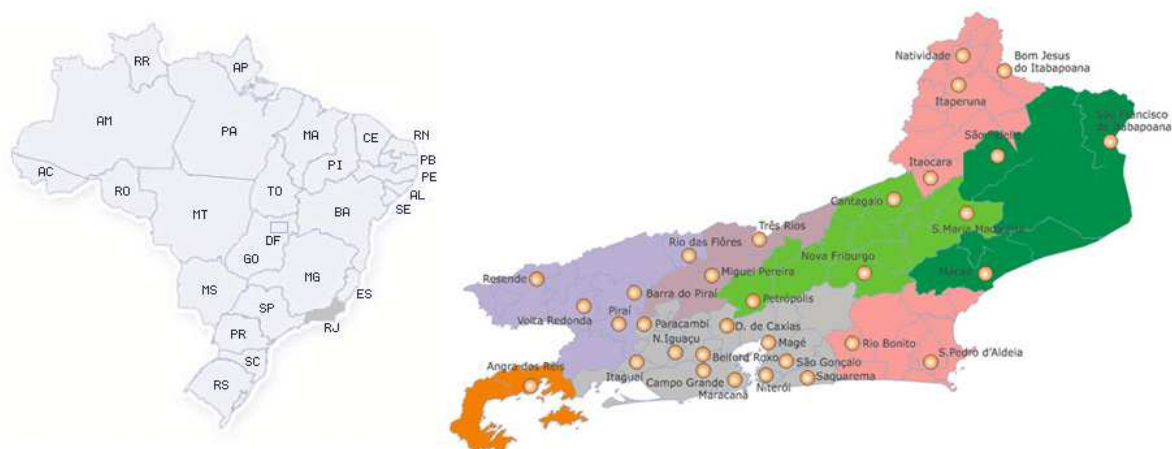 RR
AP
AM
PA
MA
CE
RN
PB
PE
AL
SE
PI
AC
RO
TO
MT
BA
DF
GO
MG
MS
ES
SP
RJ
PR
SC
RS
Natividade
Bom Jesus
do Itabapoana
Itaperuna
São Francisco
do Itabapoana
São Fidélis
Itaocara
Cantagalo
S.Maria Madalena
Três Rios
Rio das Flôres
Nova Friburgo
Resende
Miguel Pereira
Macaé
Barra do Piraí
Petrópolis
Volta Redonda
Piraí
Paracambí
D. de Caxias
N.Iguaçu
Magé
Rio Bonito
Belford Roxo
São Gonçalo
S.Pedro d'Aldeia
Angra dos Reis
Itaguaí
Campo Grande
Niterói
Saquarema
Maracanã